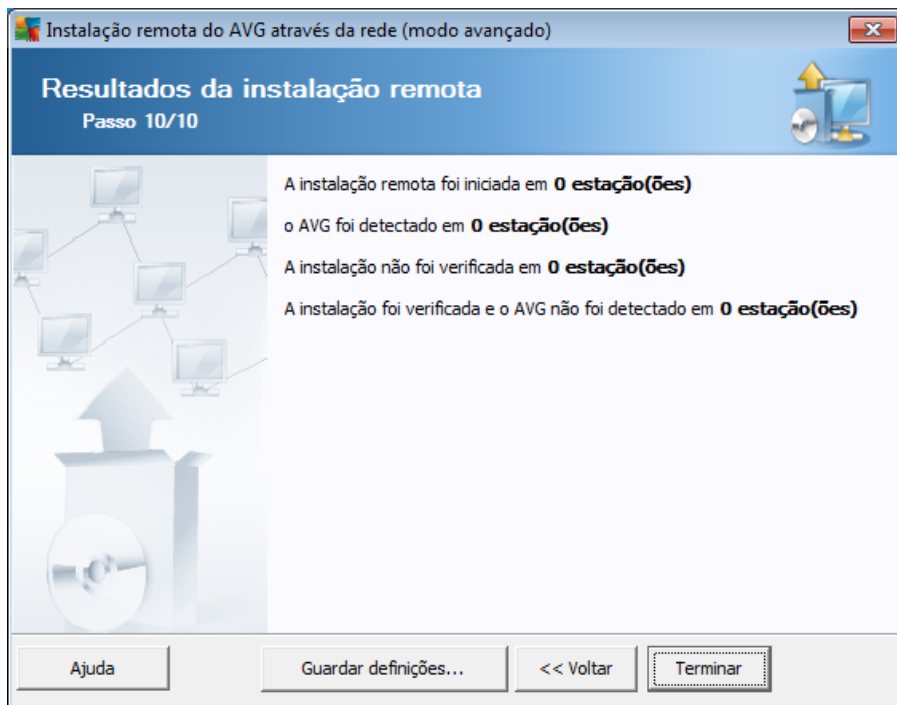 Instalação remota do AVG através da rede (modo avançado)
Resultados da instalação remota
Passo 10/10
A instalação remota foi iniciada em 0 estação(ões)
o AVG foi detectado em 0 estação(ões)
A instalação não foi verificada em 0 estação(ões)
A instalação foi verificada e o AVG não foi detectado em 0 estação(ões)
Ajuda
Guardar definições...
<< Voltar
Terminar